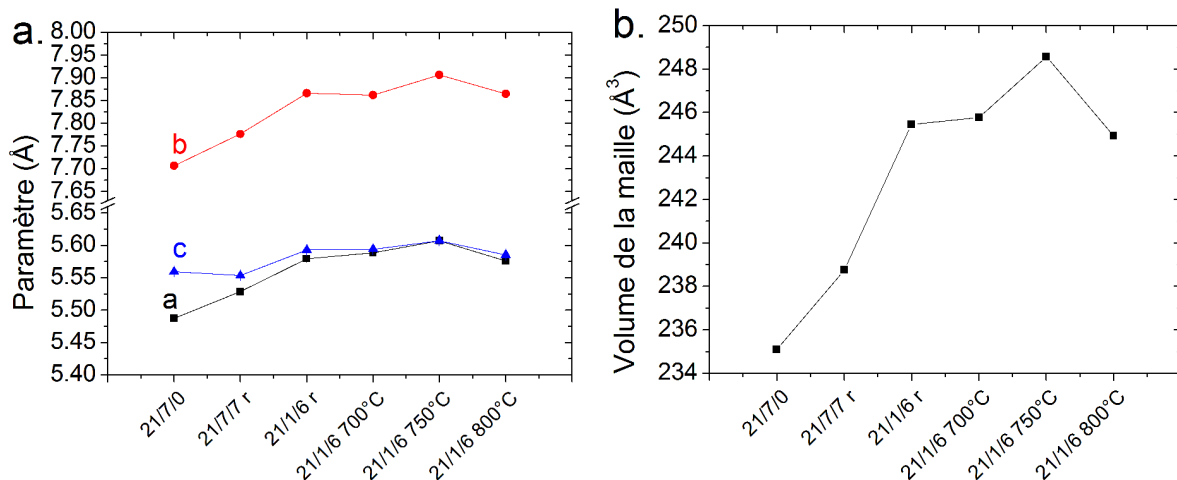 a.
Paramètre (Å)
8.00
7.95
7.90
7.85
7.80
7.75
7.70
7.65
5.65
5.60
5.55
5.50
5.45
5.40
b
c
a
21/7/0
21/7/7 r
21/1/6 r
21/1/6 700°C
21/1/6 750°C
21/1/6 800°C
b.
Volume de la maille (Å³)
250
248
246
244
242
240
238
236
234
21/7/0
21/7/7 r
21/1/6 r
21/1/6 700°C
21/1/6 750°C
21/1/6 800°C